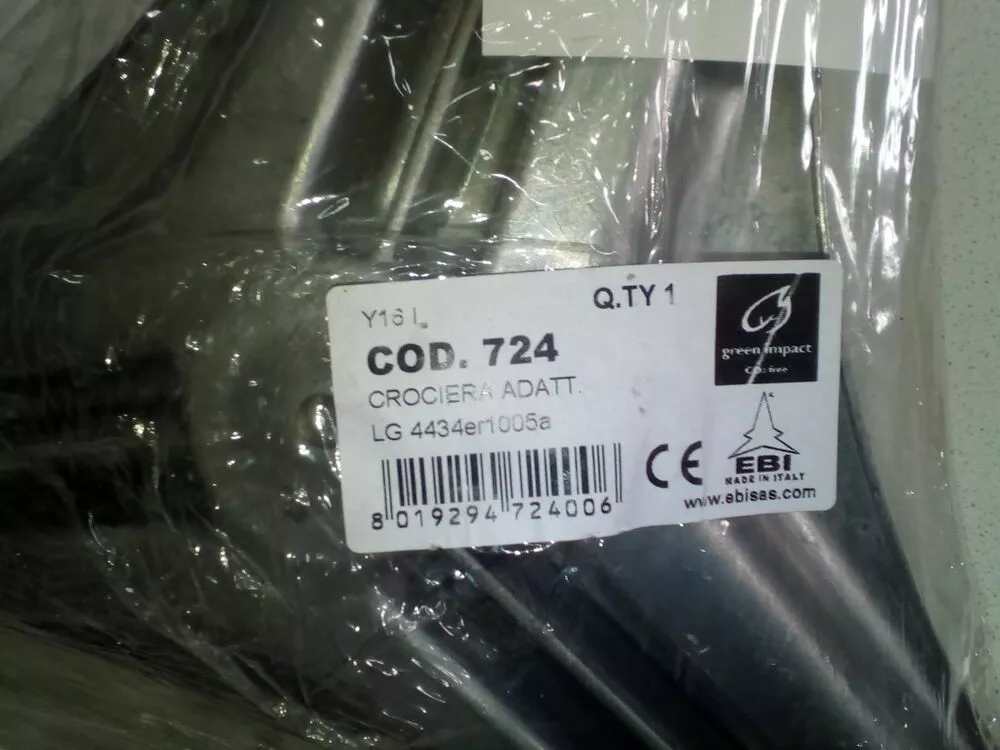 Y16 L
Q.TY 1
COD. 724
CROCIERA ADATT.
LG 4434er1005a
8 019294 724006
CE
green impact
CO2 free
EBI
MADE IN ITALY
www.ebisas.com